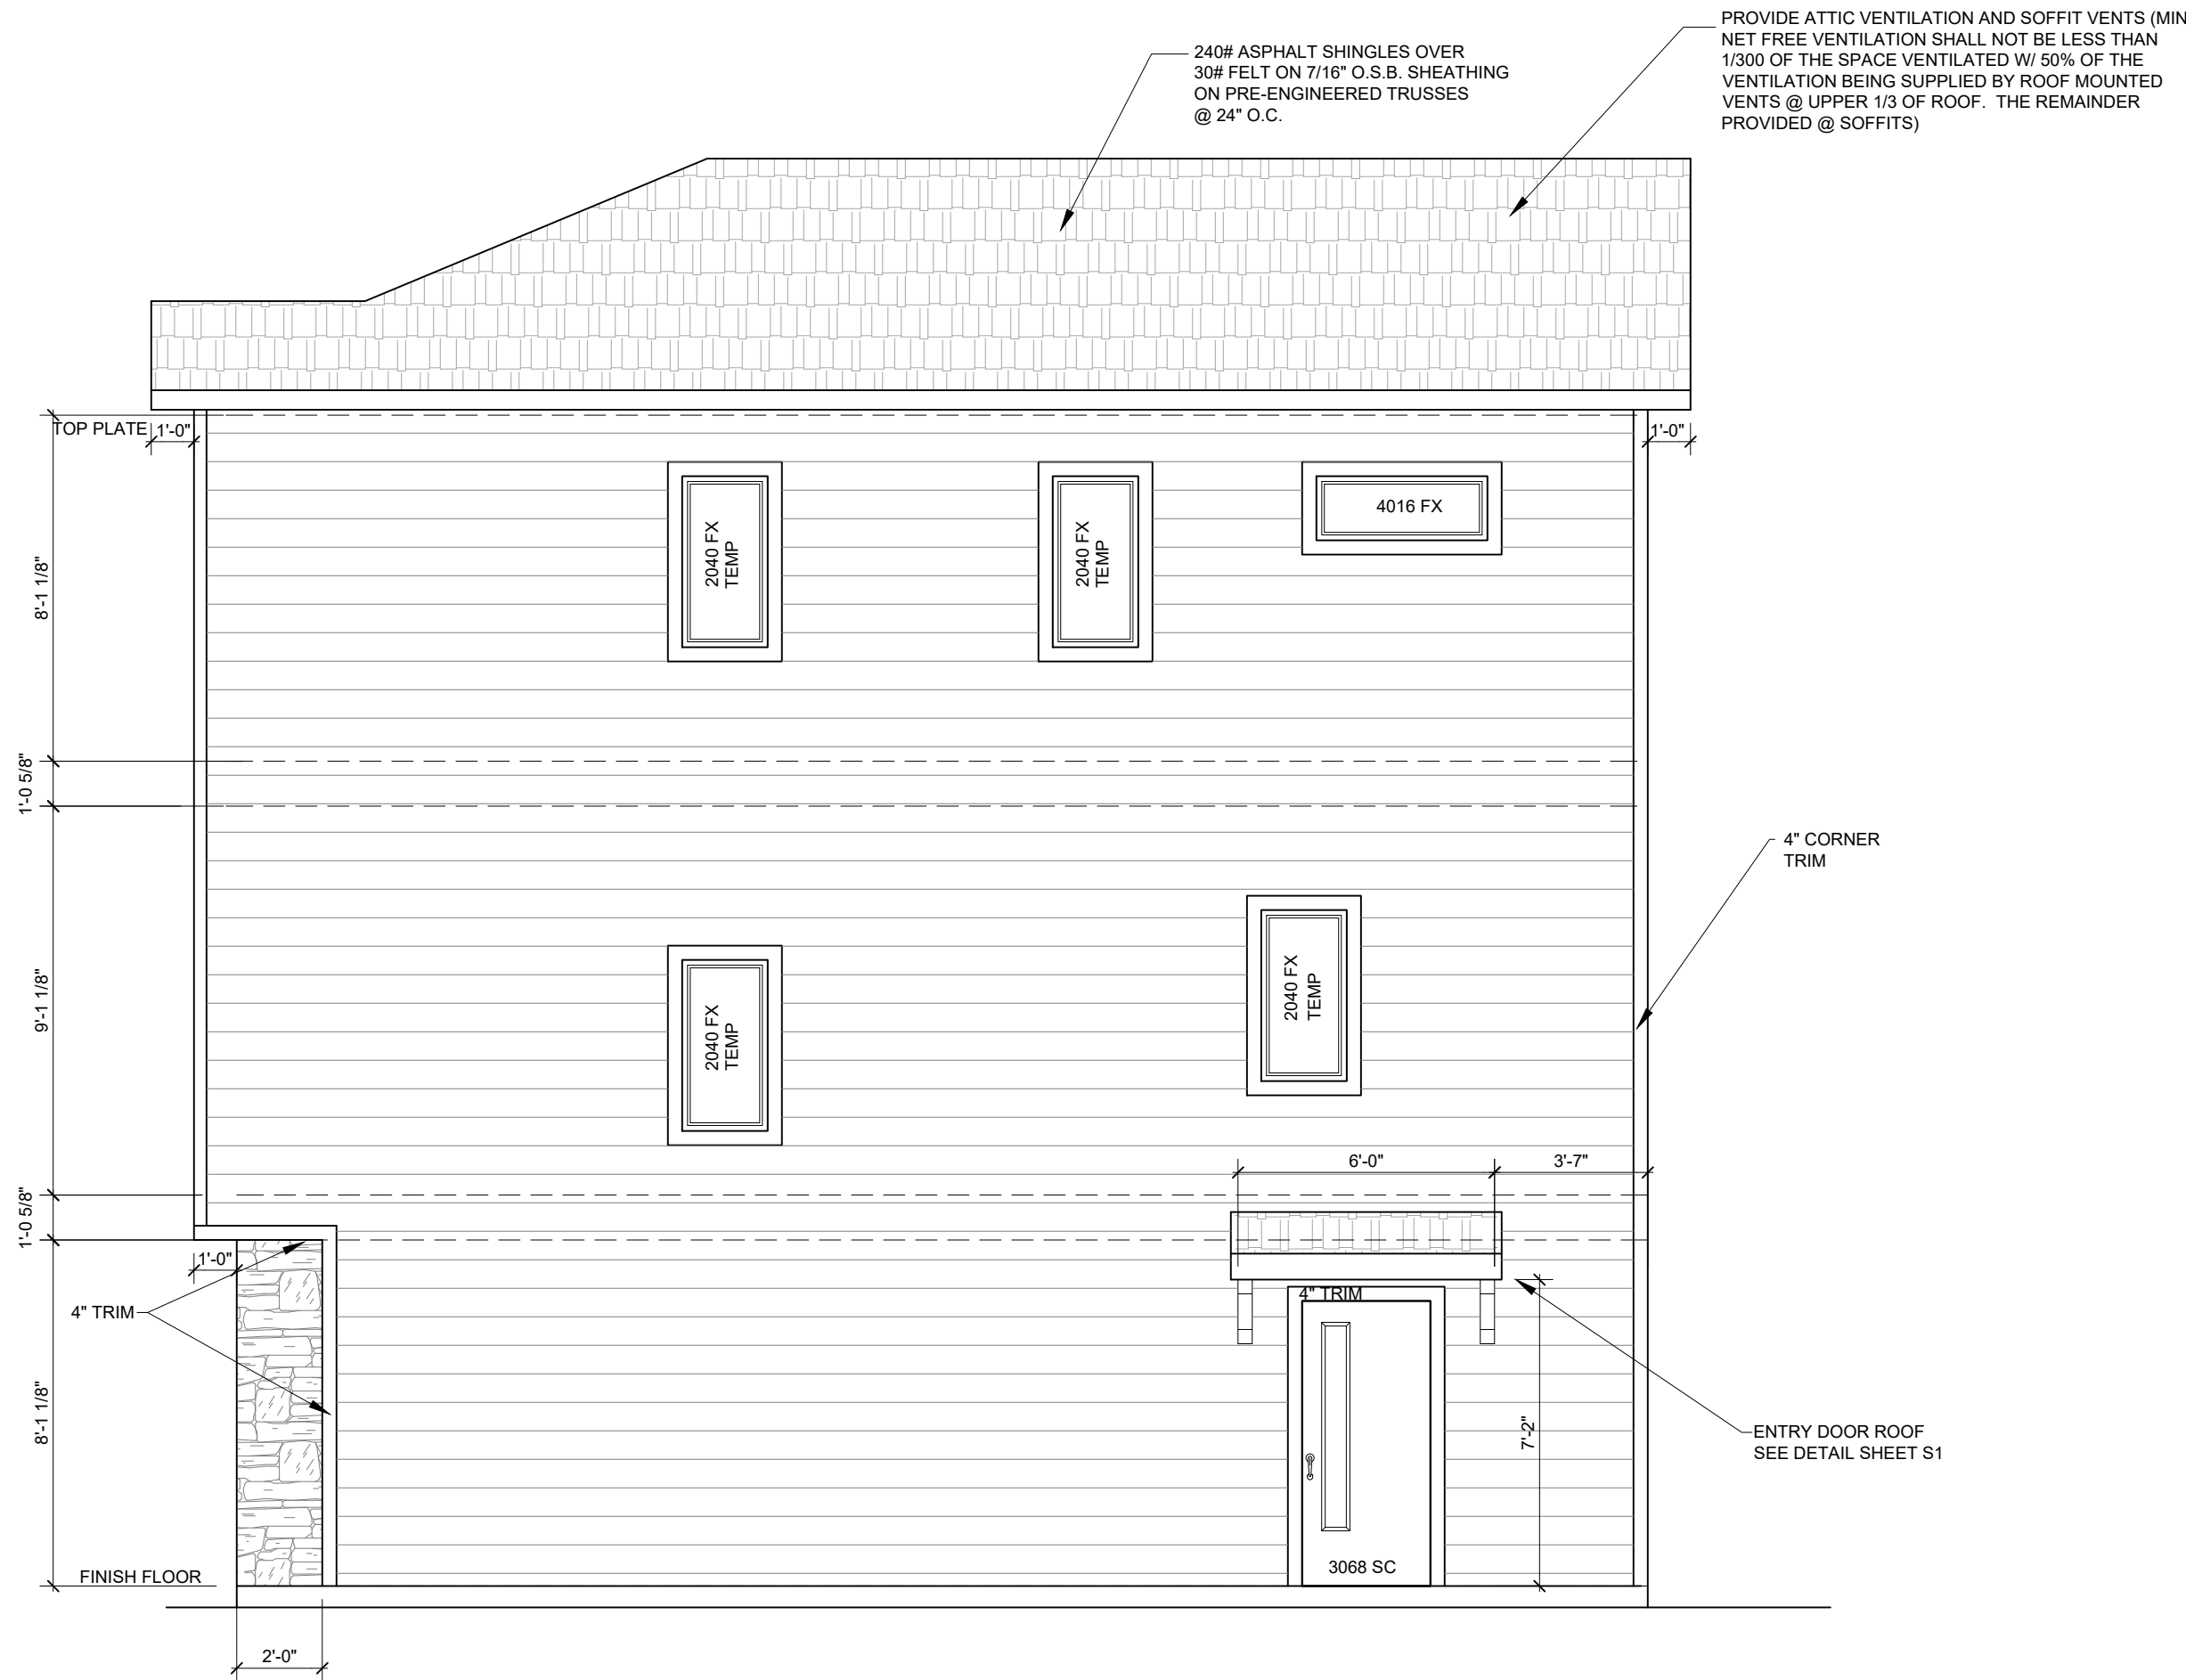 PROVIDE ATTIC VENTILATION AND SOFFIT VENTS (MIN
NET FREE VENTILATION SHALL NOT BE LESS THAN
1/300 OF THE SPACE VENTILATED W/ 50% OF THE
VENTILATION BEING SUPPLIED BY ROOF MOUNTED
VENTS @ UPPER 1/3 OF ROOF. THE REMAINDER
PROVIDED @ SOFFITS)
240# ASPHALT SHINGLES OVER
30# FELT ON 7/16" O.S.B. SHEATHING
ON PRE-ENGINEERED TRUSSES
@ 24" O.C.
TOP PLATE
1'-0"
1'-0"
2040 FX
TEMP
2040 FX
TEMP
4016 FX
8'-1 1/8"
1'-0 5/8"
4" CORNER
TRIM
9'-1 1/8"
2040 FX
TEMP
2040 FX
TEMP
6'-0"
3'-7"
1'-0 5/8"
1'-0"
4" TRIM
4" TRIM
8'-1 1/8"
7'-2"
ENTRY DOOR ROOF
SEE DETAIL SHEET S1
3068 SC
FINISH FLOOR
2'-0"